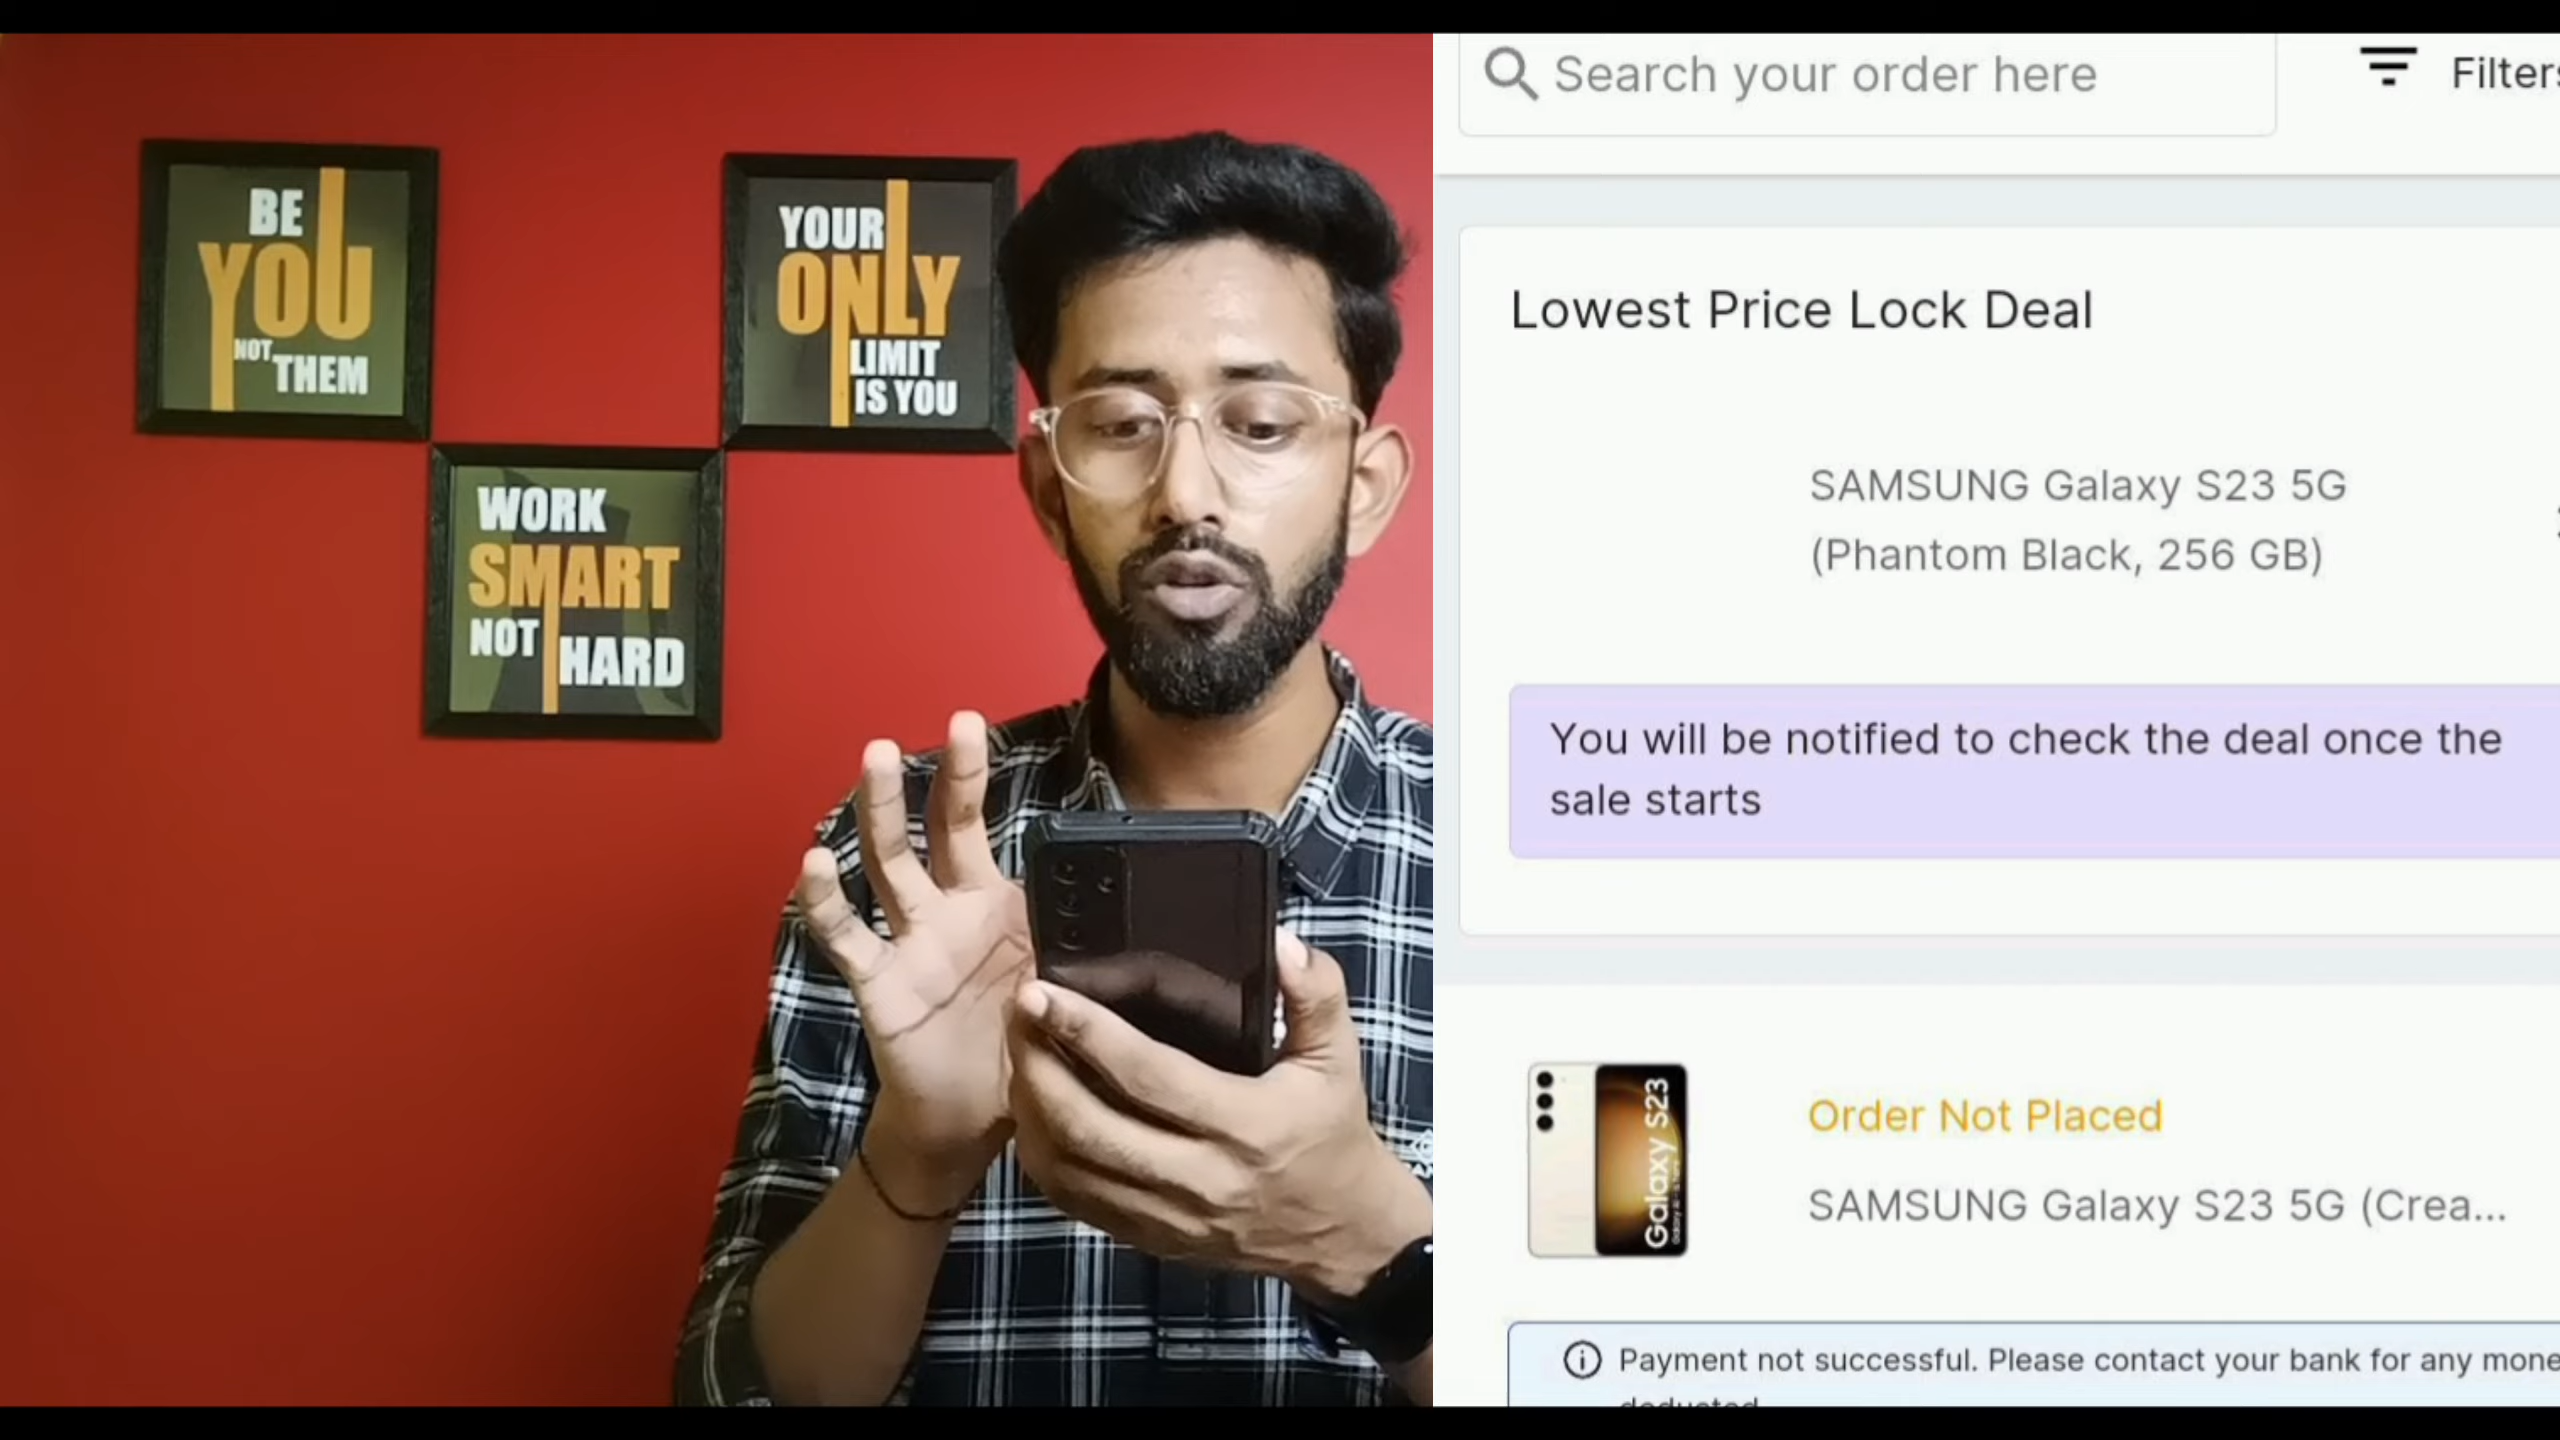 BE
YOU
NOT
THEM
YOUR
ONLY
LIMIT
IS YOU
WORK
SMART
NOT
HARD
Search your order here
Filters
Lowest Price Lock Deal
SAMSUNG Galaxy S23 5G
(Phantom Black, 256 GB)
You will be notified to check the deal once the
sale starts
Galaxy S23
Order Not Placed
SAMSUNG Galaxy S23 5G (Crea...
Payment not successful. Please contact your bank for any mone
deducted